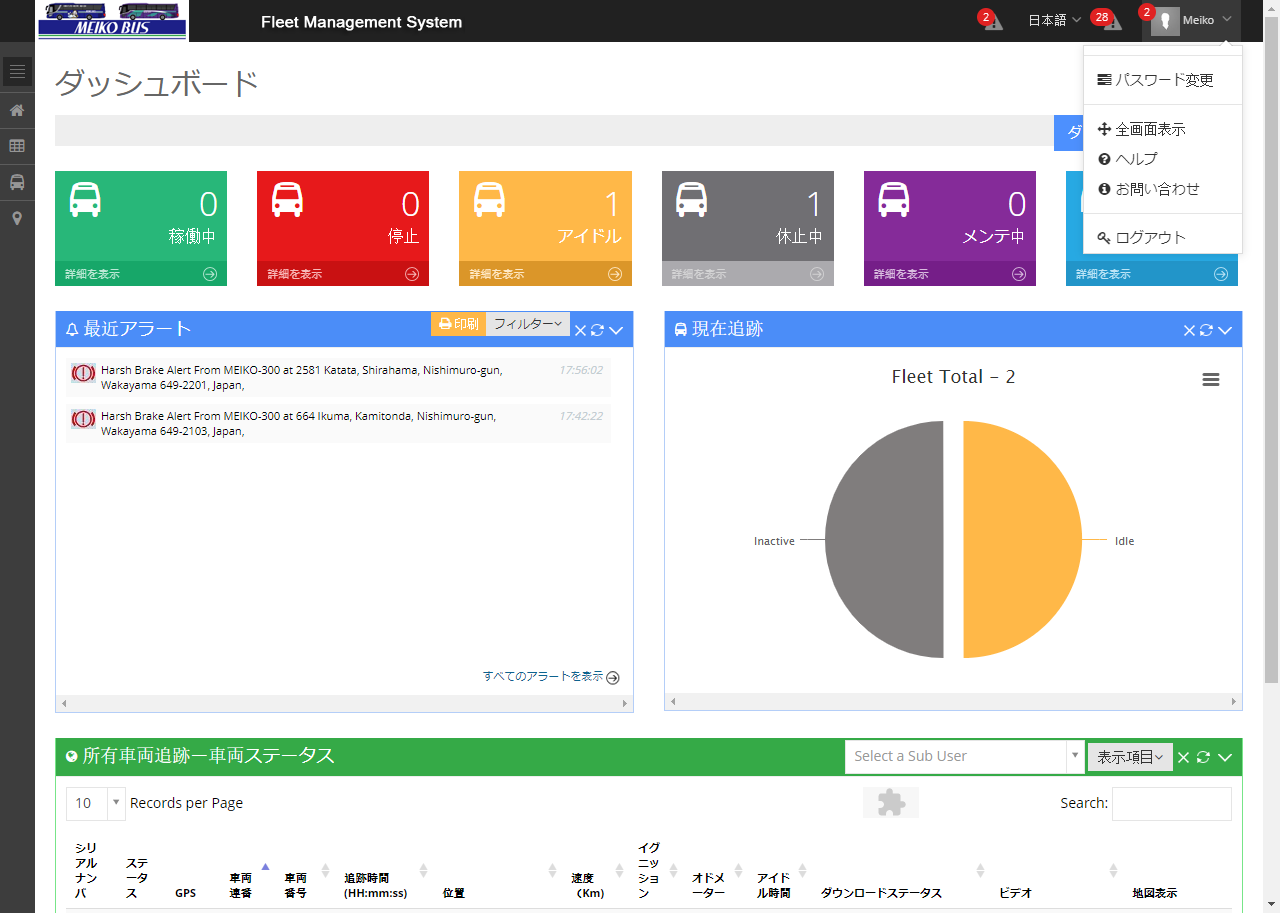 MEIKO BUS
Fleet Management System
2
日本語
28
2
Meiko
ダッシュボード
ダ
パスワード変更
全画面表示
ヘルプ
お問い合わせ
ログアウト
0
稼働中
詳細を表示
0
停止
詳細を表示
1
アイドル
詳細を表示
1
休止中
詳細を表示
0
メンテ中
詳細を表示
詳細を表示
最近アラート
印刷
フィルター
Harsh Brake Alert From MEIKO-300 at 2581 Katata, Shirahama, Nishimuro-gun,
Wakayama 649-2201, Japan,
17:56:02
Harsh Brake Alert From MEIKO-300 at 664 Ikuma, Kamitonda, Nishimuro-gun,
Wakayama 649-2103, Japan,
17:42:22
すべてのアラートを表示
現在追跡
Fleet Total - 2
Inactive
Idle
所有車両追跡ー車両ステータス
Select a Sub User
表示項目
10 Records per Page
Search:
シリアルナンバ
ステータス
GPS
車両連番
車両番号
追跡時間
(HH:mm:ss)
位置
速度
(Km)
イグニッション
オドメーター
アイドル時間
ダウンロードステータス
ビデオ
地図表示